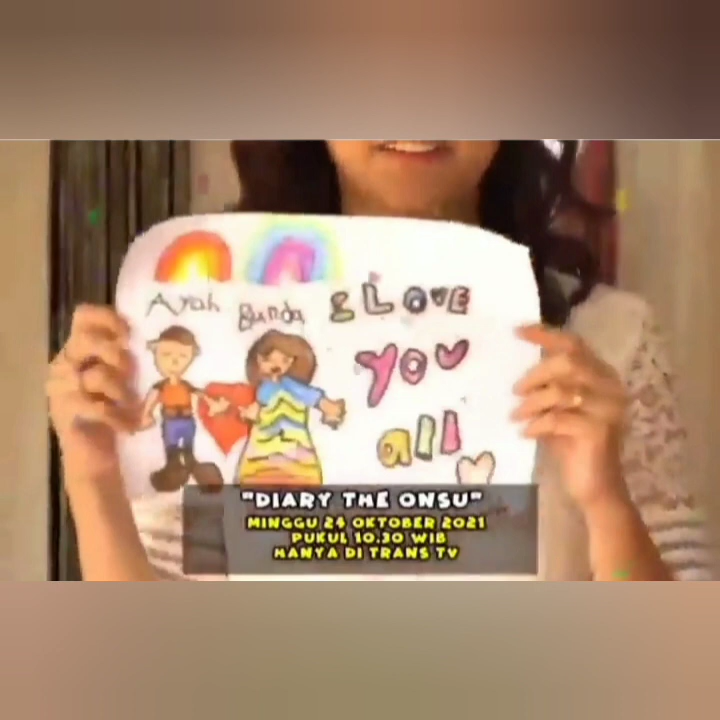 Ayah Bunda
I LOVE
You
all
"DIARY THE ONSU"
MINGGU 24 OKTOBER 2021
PUKUL 10.30 WIB
HANYA DI TRANS TV